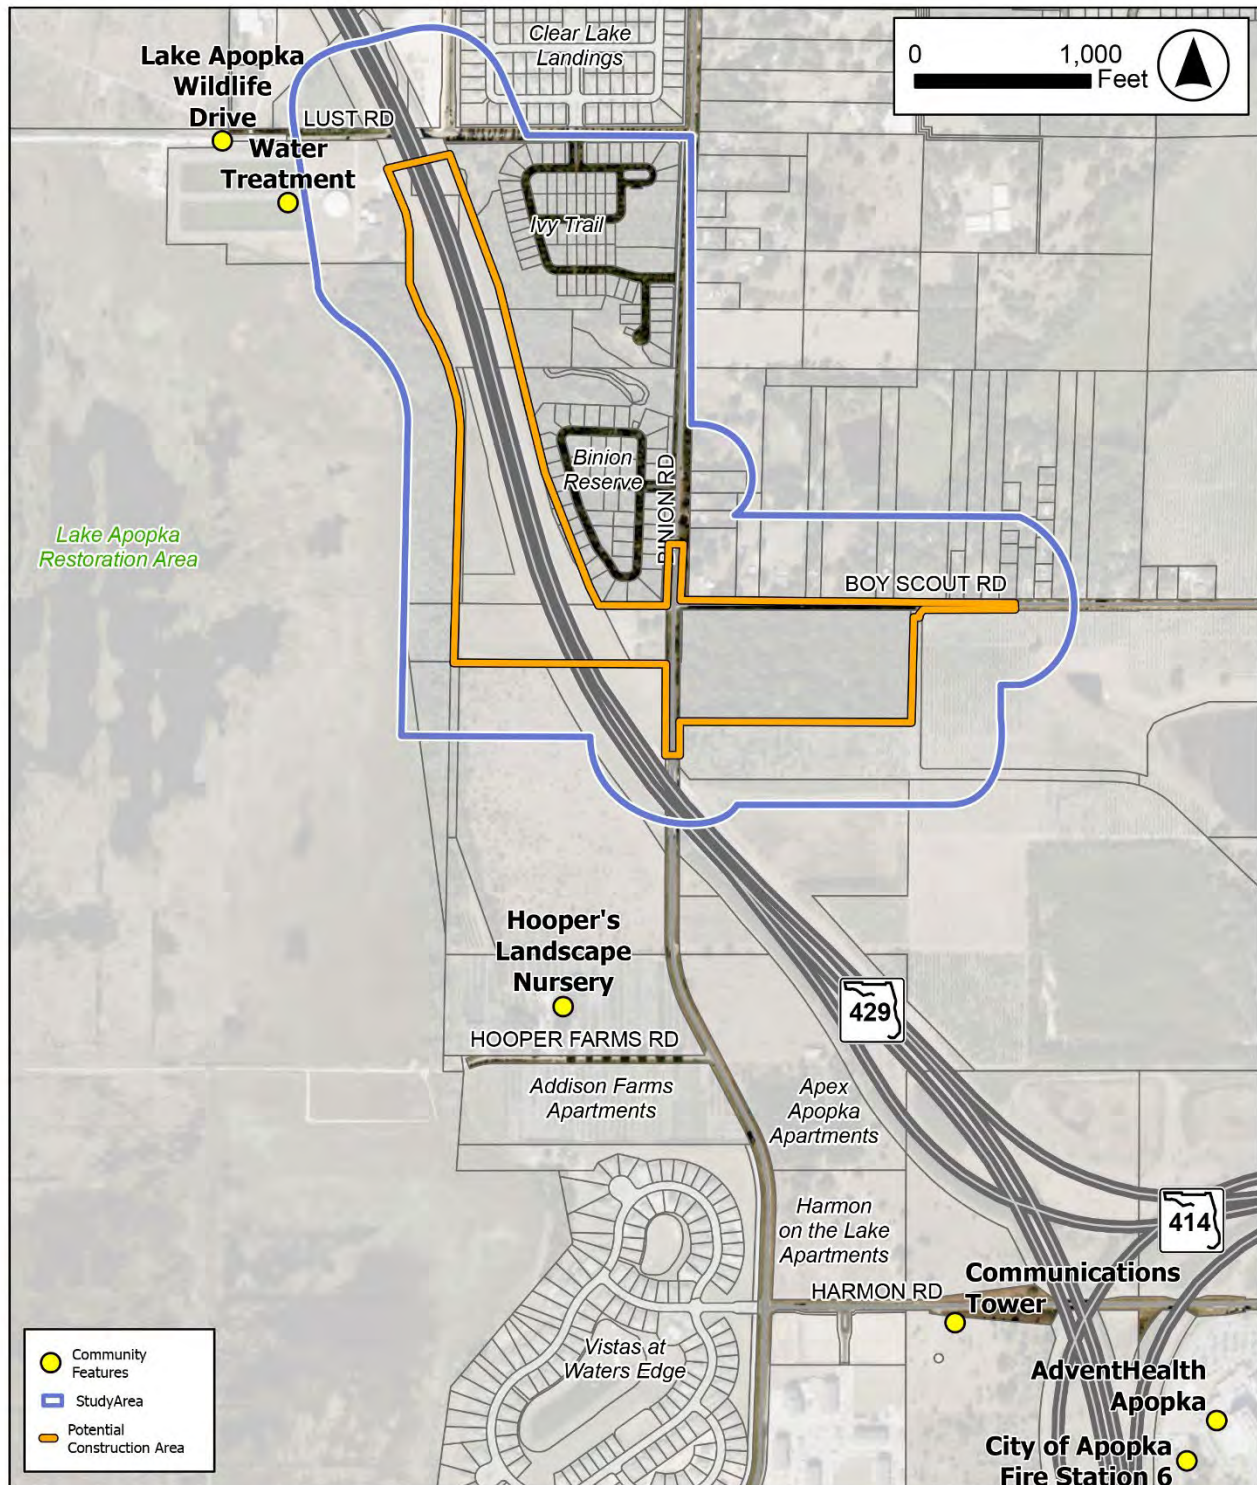 Clear Lake
Landings
0 1,000
Feet
Lake Apopka
Wildlife
Drive
LUST RD
Water
Treatment
Ivy Trail
Binion
Reserve
BINION RD
Lake Apopka
Restoration Area
BOY SCOUT RD
Hooper's
Landscape
Nursery
429
HOOPER FARMS RD
Addison Farms
Apartments
Apex
Apopka
Apartments
Harmon
on the Lake
Apartments
414
Communications
Tower
HARMON RD
Vistas at
Waters Edge
AdventHealth
Apopka
City of Apopka
Fire Station 6
Community
Features
StudyArea
Potential
Construction Area